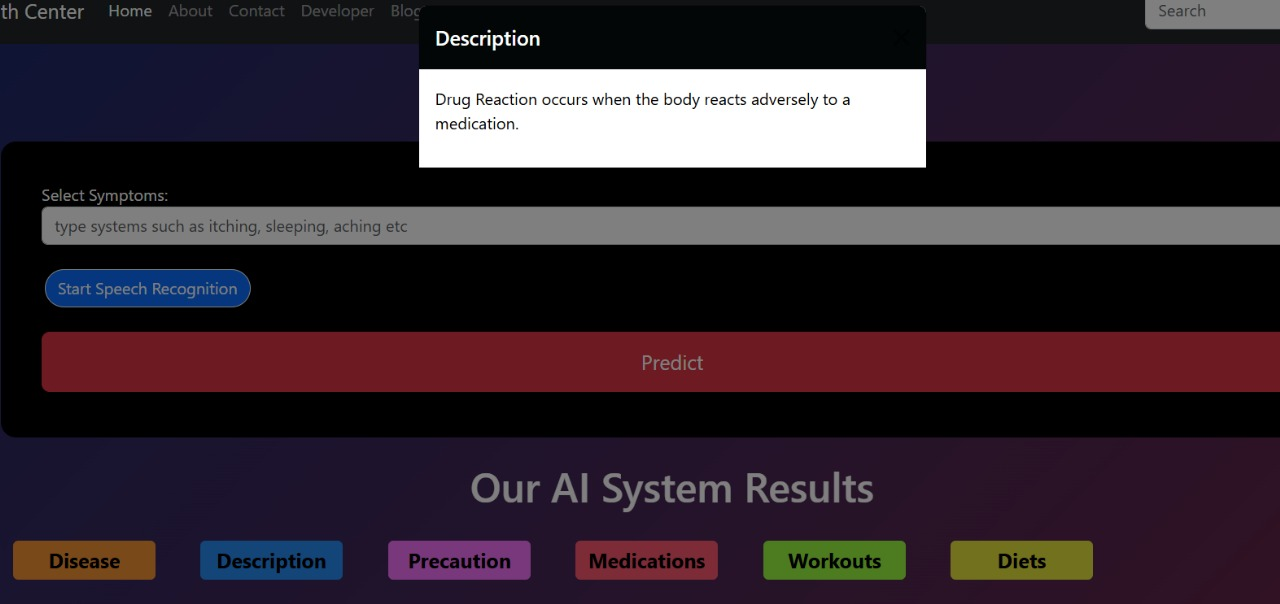 th Center Home About Contact Developer Blog Search
Description
Drug Reaction occurs when the body reacts adversely to a
medication.
Select Symptoms:
type systems such as itching, sleeping, aching etc
Start Speech Recognition
Predict
Our AI System Results
Disease Description Precaution Medications Workouts Diets